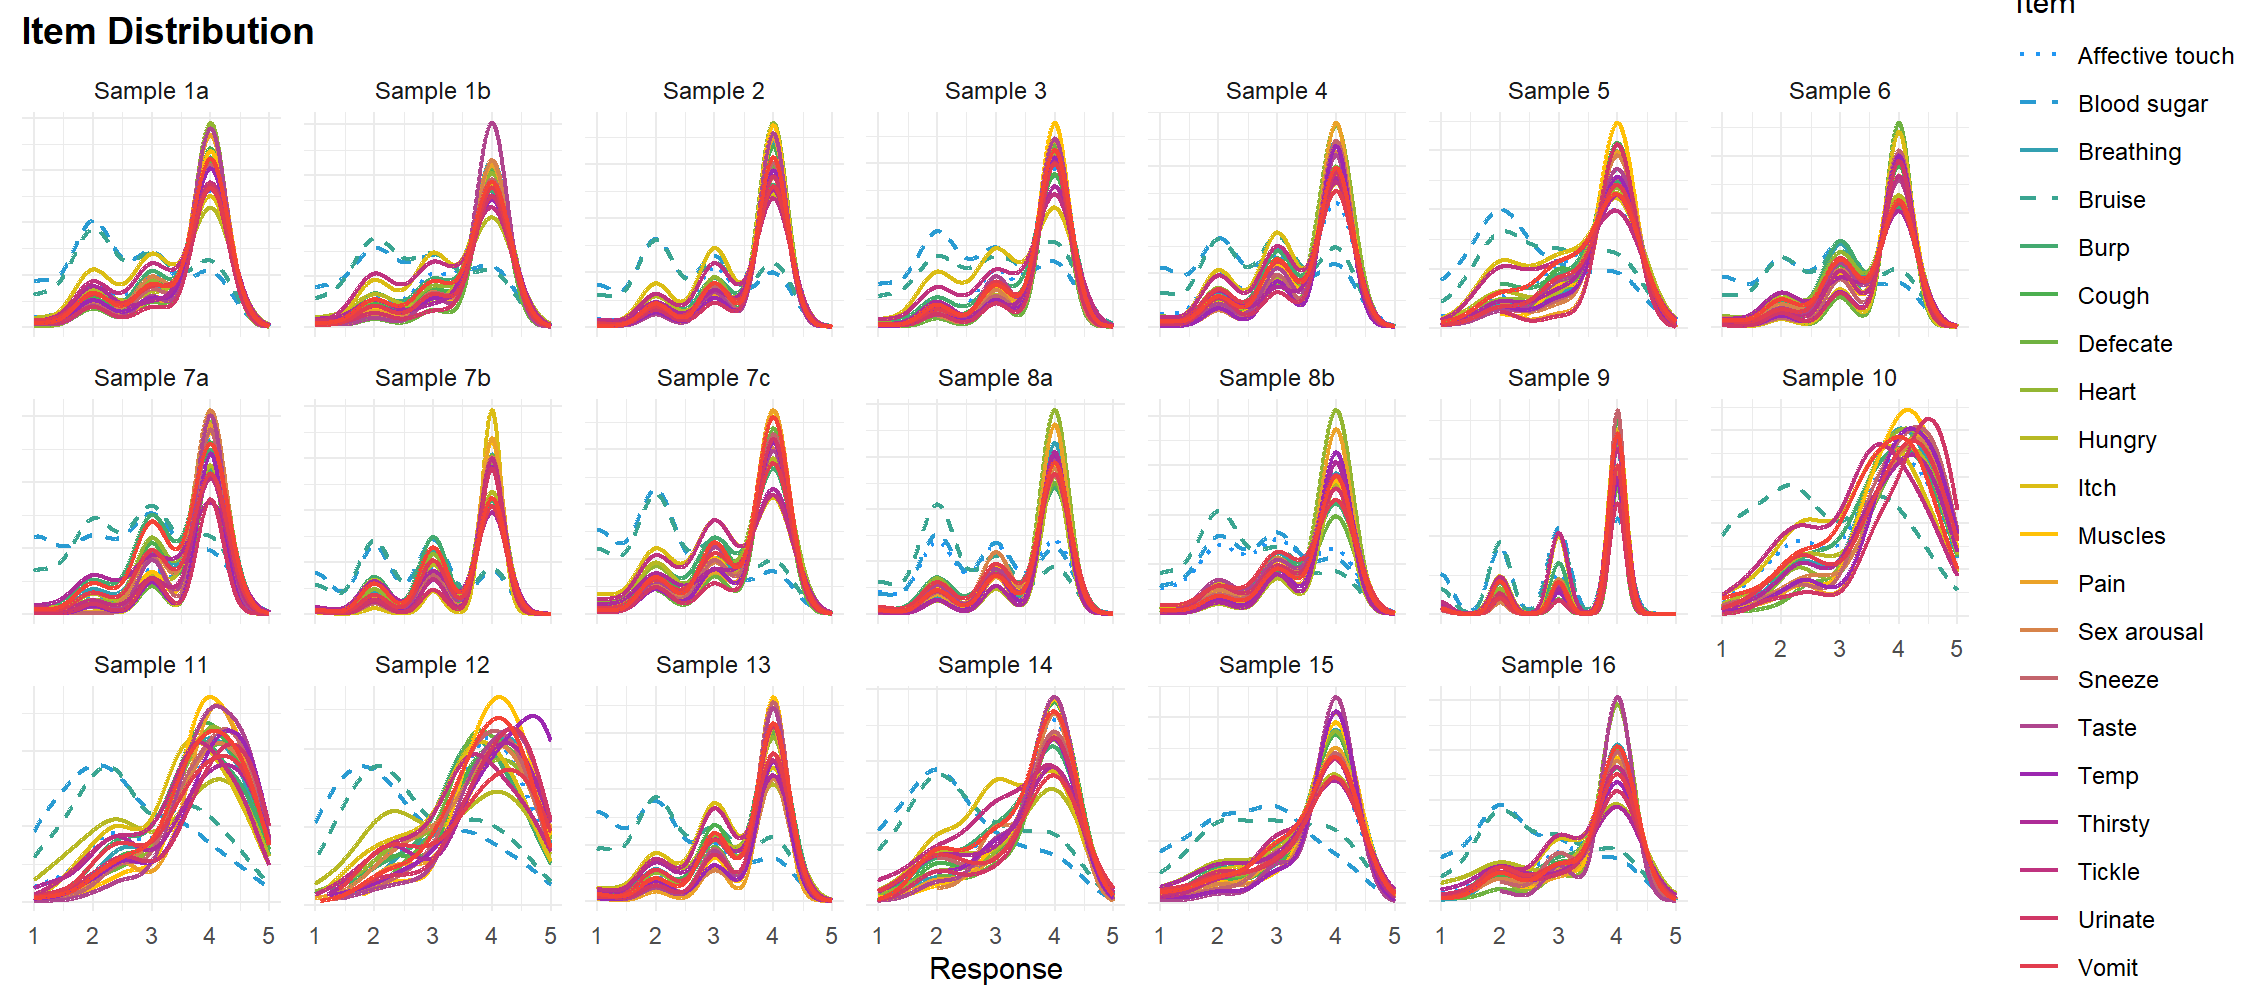 Item Distribution
Item
Sample 1a
Sample 1b
Sample 2
Sample 3
Sample 4
Sample 5
Sample 6
Sample 7a
Sample 7b
Sample 7c
Sample 8a
Sample 8b
Sample 9
Sample 10
1 2 3 4 5
Sample 11
Sample 12
Sample 13
Sample 14
Sample 15
Sample 16
1 2 3 4 5
1 2 3 4 5
1 2 3 4 5
1 2 3 4 5
1 2 3 4 5
1 2 3 4 5
Response
Affective touch
Blood sugar
Breathing
Bruise
Burp
Cough
Defecate
Heart
Hungry
Itch
Muscles
Pain
Sex arousal
Sneeze
Taste
Temp
Thirsty
Tickle
Urinate
Vomit